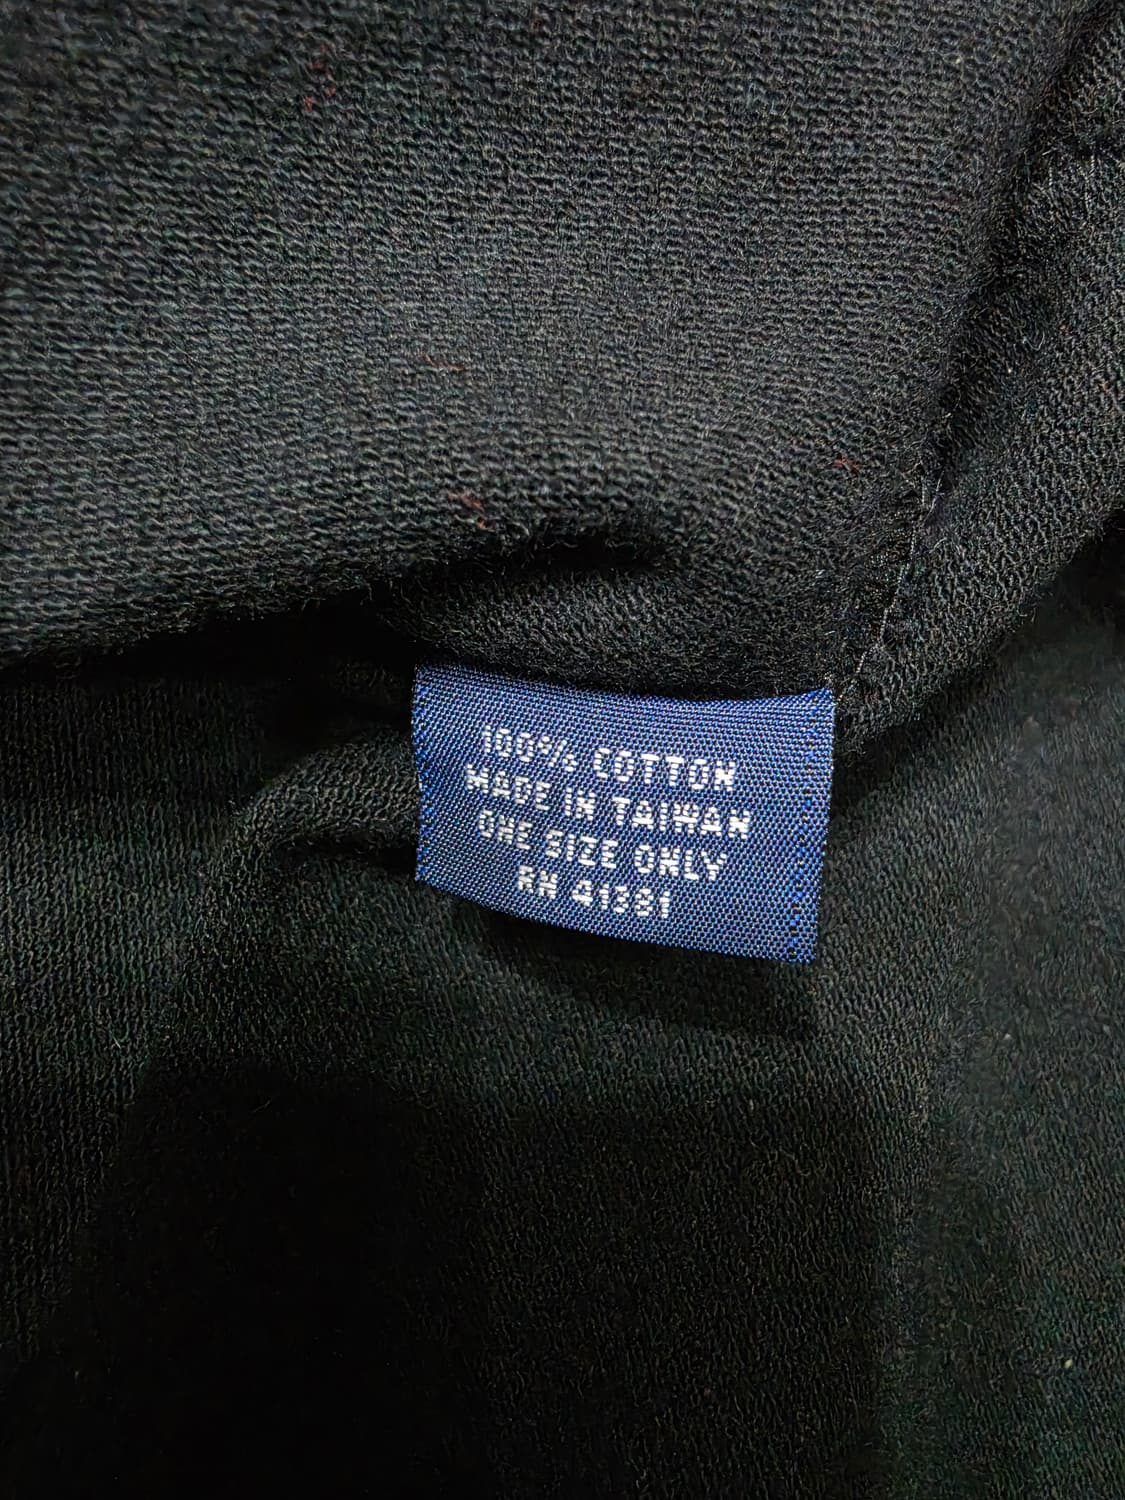 100% COTTON
MADE IN TAIWAN
ONE SIZE ONLY
RN 41381